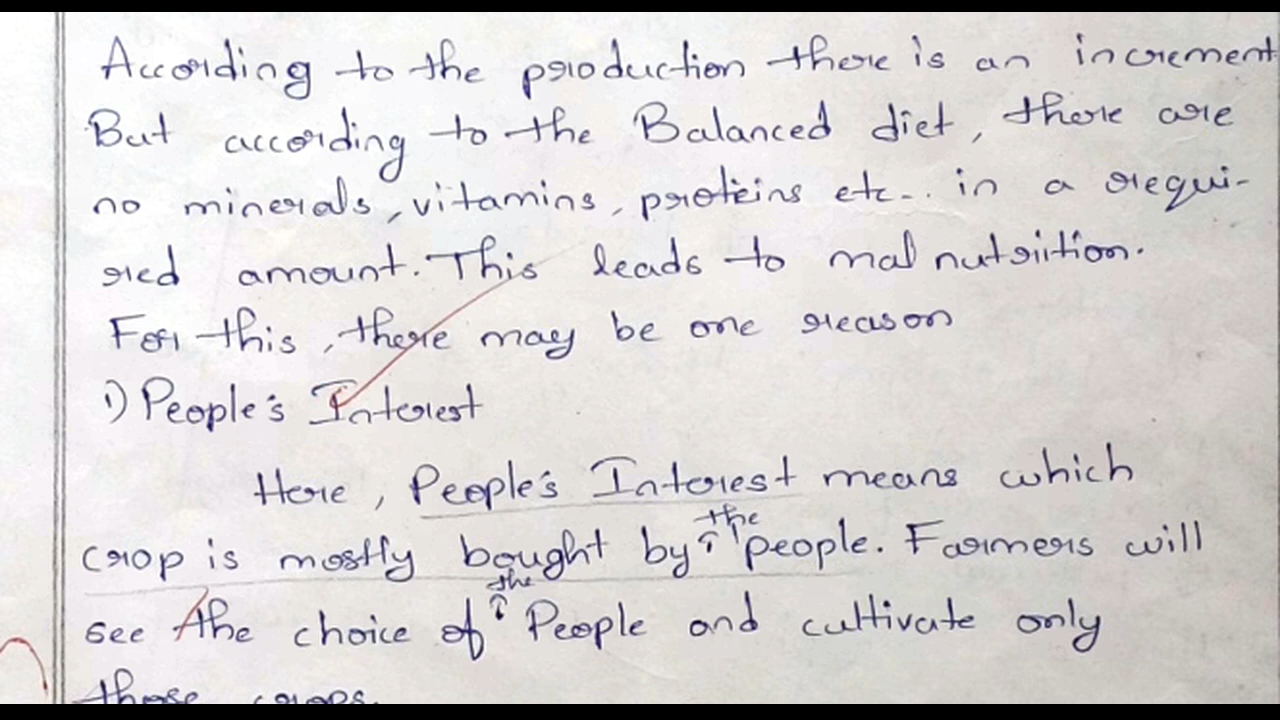 According to the production there is an increment
But according to the Balanced diet, there are
no minerals, vitamins, proteins etc... in a requi-
red amount. This leads to mal nutrition.
For this, there may be one reason
1) People's Interest
Here, People's Interest means which
crop is mostly bought by the people. Farmers will
see the choice of the People and cultivate only
those crops.